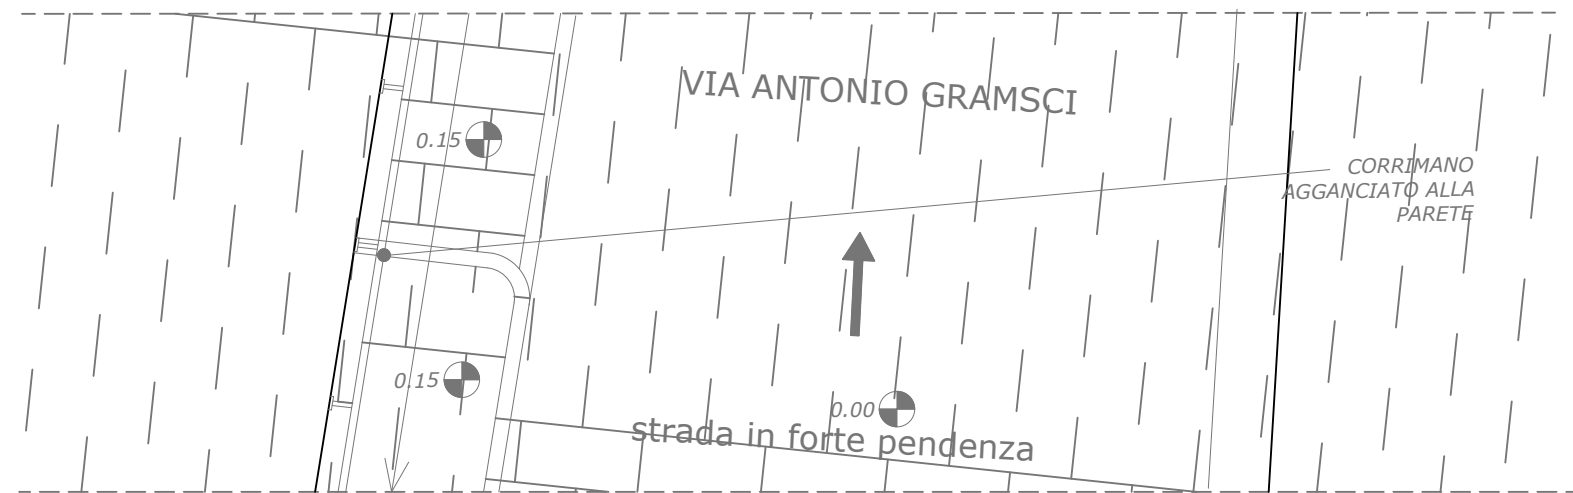 VIA ANTONIO GRAMSCI
0.15
CORRIMANO
AGGANCIATO ALLA
PARETE
0.15
0.00
strada in forte pendenza